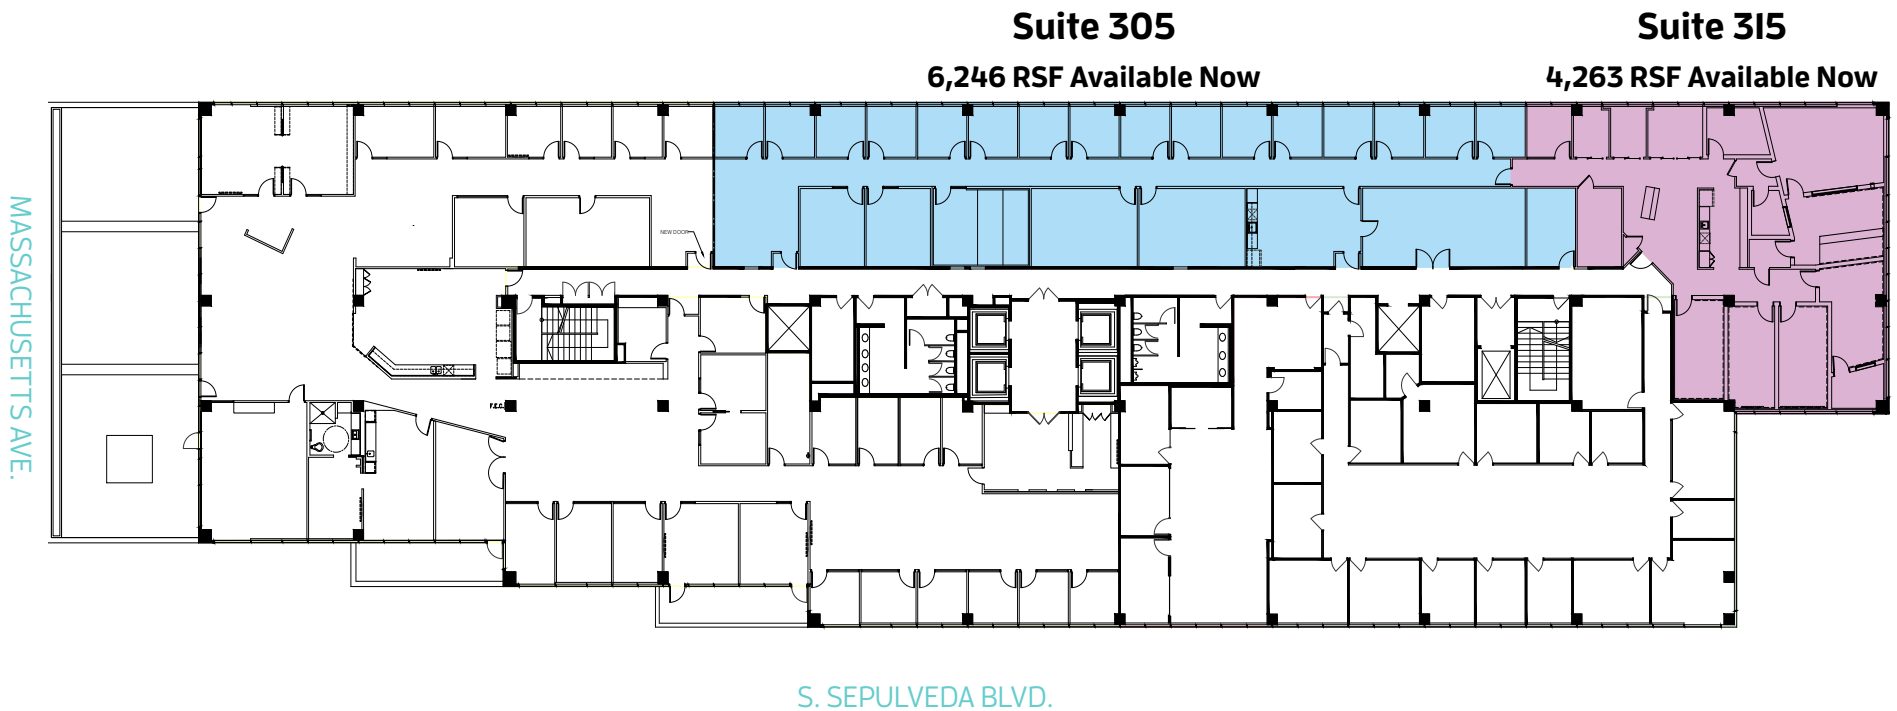 Suite 305
6,246 RSF Available Now
Suite 315
4,263 RSF Available Now
MASSACHUSETTS AVE.
NEW DOOR
F.E.C.
S. SEPULVEDA BLVD.